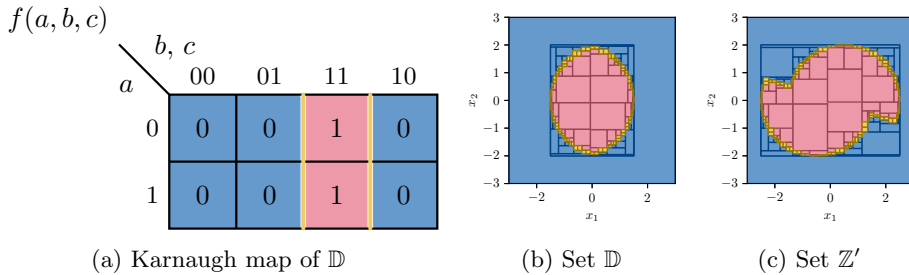 f(a, b, c)
b, c
a
00 01 11 10
0 0 0 1 0
1 0 0 1 0
(a) Karnaugh map of 𝔻
3
2
1
0
−1
−2
−3
x₂
−2 0 2
x₁
(b) Set 𝔻
3
2
1
0
−1
−2
−3
x₂
−2 0 2
x₁
(c) Set ℤ′